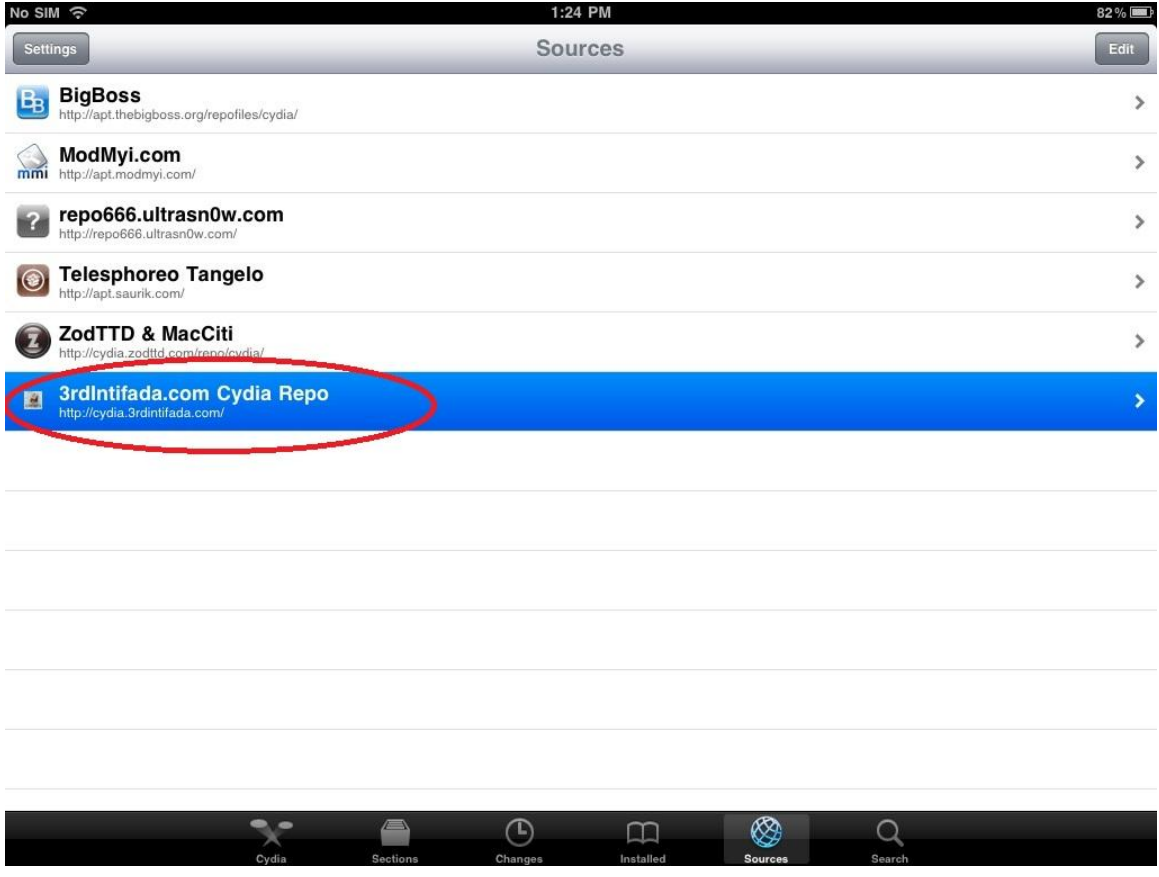 No SIM 1:24 PM 82%
Settings Sources Edit
BB BigBoss
http://apt.thebigboss.org/repofiles/cydia/
ModMyi.com
mmi http://apt.modmyi.com/
? repo666.ultrasn0w.com
http://repo666.ultrasn0w.com/
Telesphoreo Tangelo
http://apt.saurik.com/
Z ZodTTD & MacCiti
http://cydia.zodttd.com/repo/cydia/
3rdIntifada.com Cydia Repo
http://cydia.3rdintifada.com/
Cydia Sections Changes Installed Sources Search